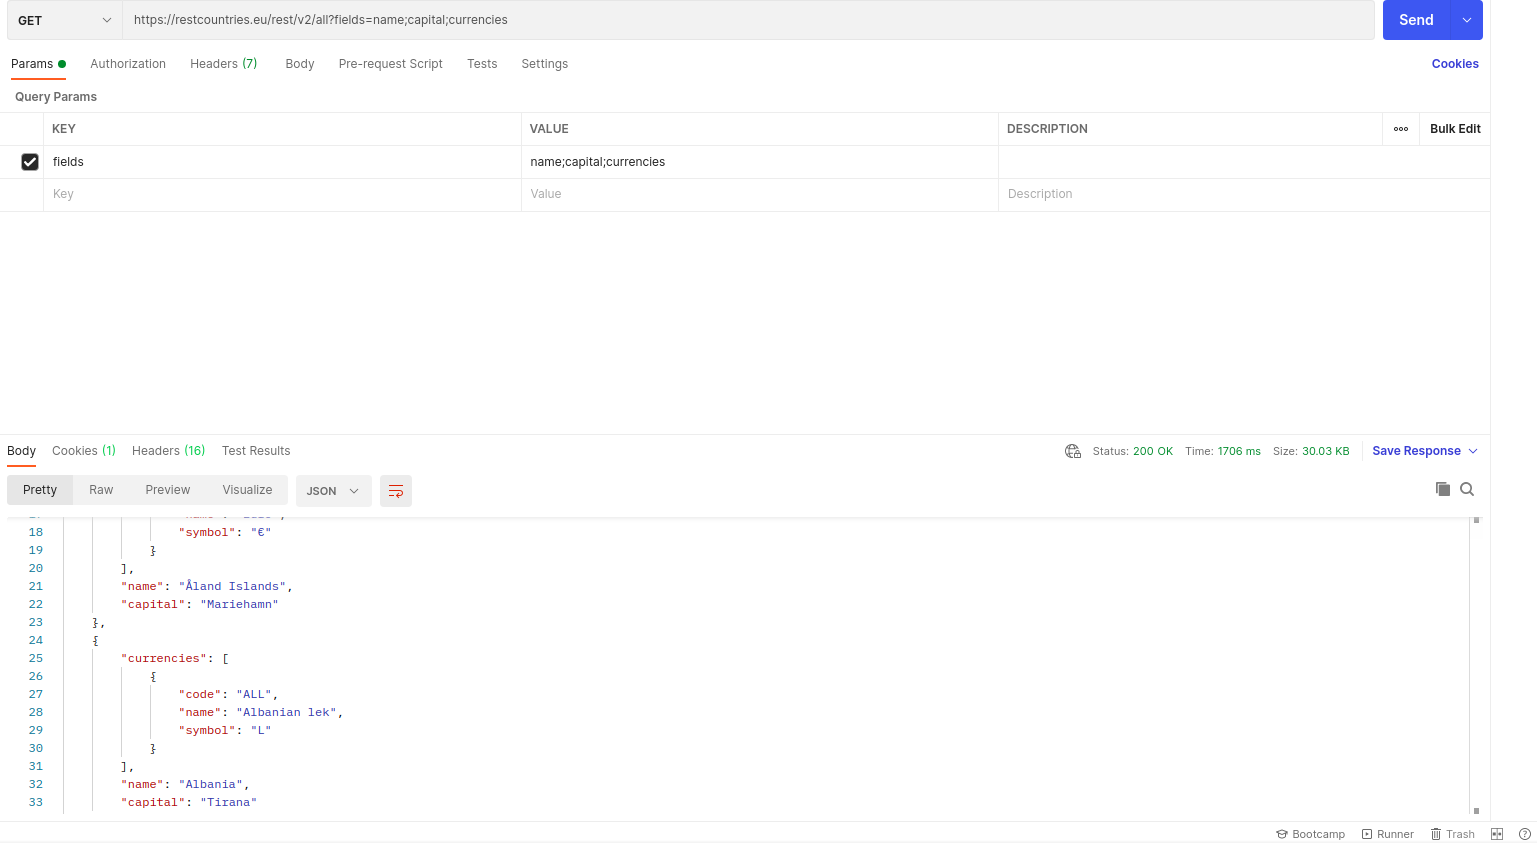 GET https://restcountries.eu/rest/v2/all?fields=name;capital;currencies Send
Params Authorization Headers (7) Body Pre-request Script Tests Settings Cookies
Query Params
KEY VALUE DESCRIPTION Bulk Edit
fields name;capital;currencies
Key Value Description
Body Cookies (1) Headers (16) Test Results Status: 200 OK Time: 1706 ms Size: 30.03 KB Save Response
Pretty Raw Preview Visualize JSON
18 "symbol": "€"
19 }
20 ],
21 "name": "Åland Islands",
22 "capital": "Mariehamn"
23 },
24 {
25 "currencies": [
26 {
27 "code": "ALL",
28 "name": "Albanian lek",
29 "symbol": "L"
30 }
31 ],
32 "name": "Albania",
33 "capital": "Tirana"
Bootcamp Runner Trash